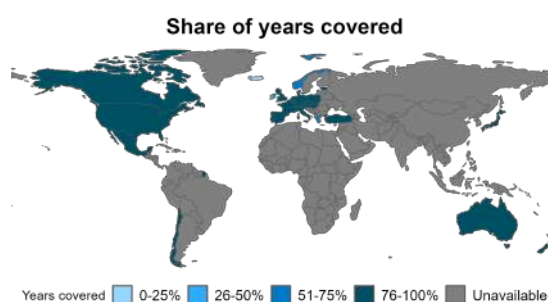 Share of years covered
Years covered 0-25% 26-50% 51-75% 76-100% Unavailable